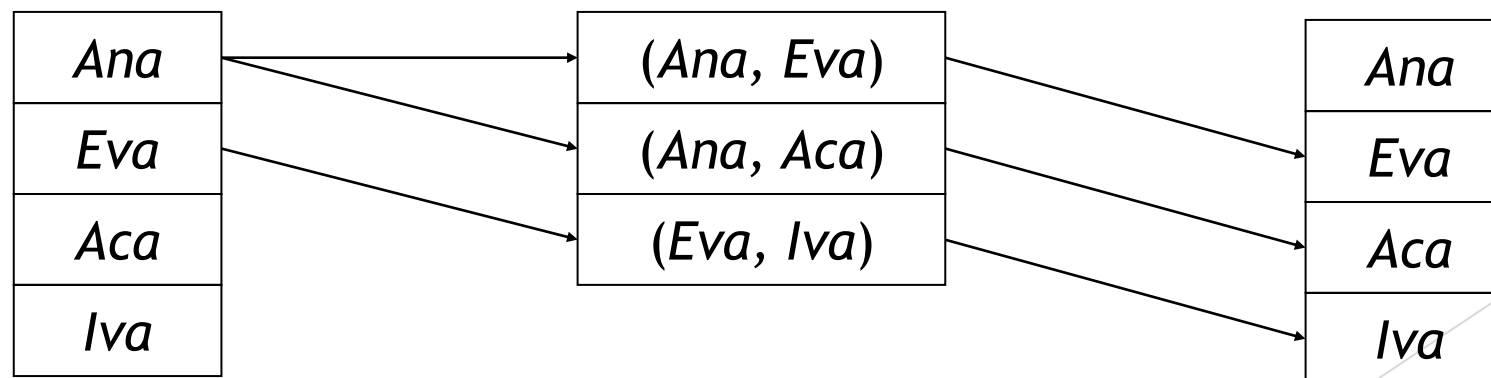 Ana
Eva
Aca
Iva
(Ana, Eva)
(Ana, Aca)
(Eva, Iva)
Ana
Eva
Aca
Iva